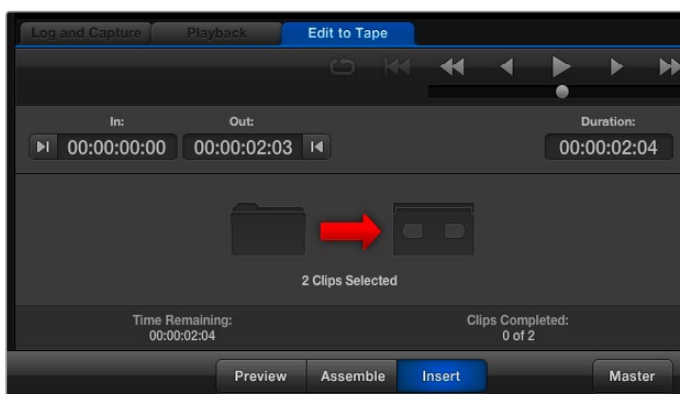 Log and Capture Playback Edit to Tape
In: Out: Duration:
00:00:00:00 00:00:02:03 00:00:02:04
2 Clips Selected
Time Remaining: Clips Completed:
00:00:02:04 0 of 2
Preview Assemble Insert Master